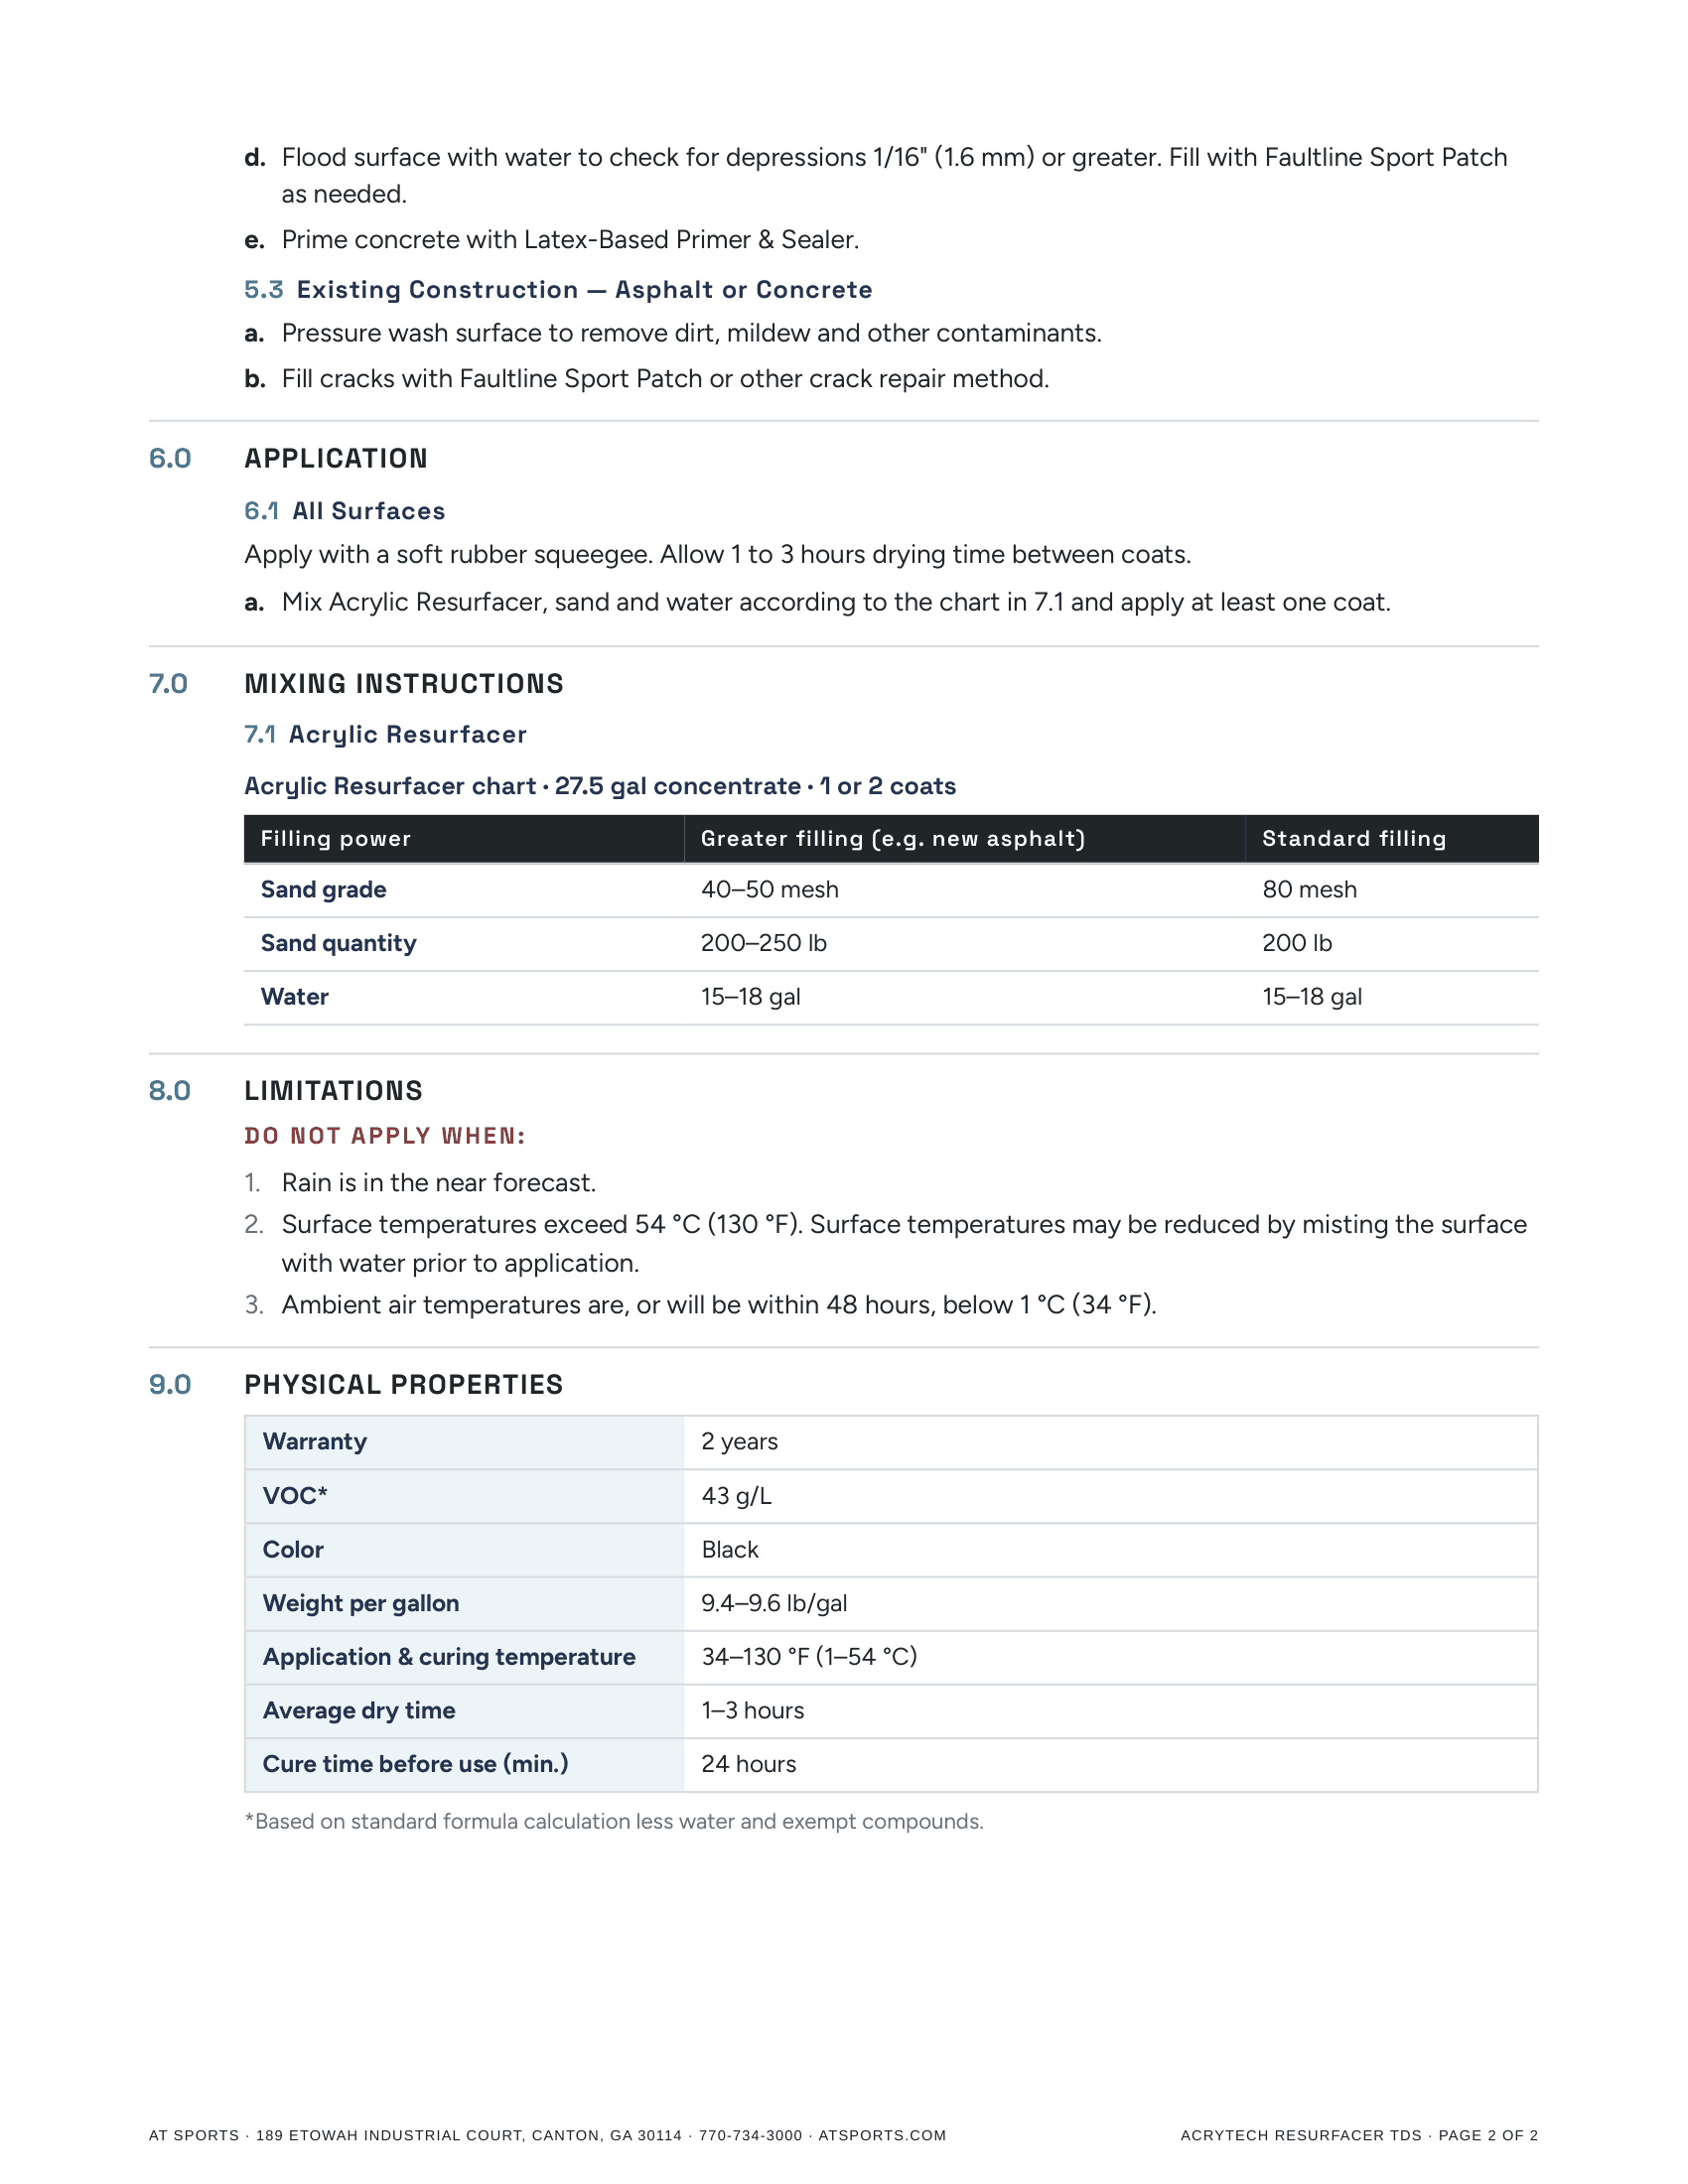 d. Flood surface with water to check for depressions 1/16" (1.6 mm) or greater. Fill with Faultline Sport Patch
as needed.
e. Prime concrete with Latex-Based Primer & Sealer.
5.3 Existing Construction — Asphalt or Concrete
a. Pressure wash surface to remove dirt, mildew and other contaminants.
b. Fill cracks with Faultline Sport Patch or other crack repair method.
6.0 APPLICATION
6.1 All Surfaces
Apply with a soft rubber squeegee. Allow 1 to 3 hours drying time between coats.
a. Mix Acrylic Resurfacer, sand and water according to the chart in 7.1 and apply at least one coat.
7.0 MIXING INSTRUCTIONS
7.1 Acrylic Resurfacer
Acrylic Resurfacer chart · 27.5 gal concentrate · 1 or 2 coats
Filling power Greater filling (e.g. new asphalt) Standard filling
Sand grade 40–50 mesh 80 mesh
Sand quantity 200–250 lb 200 lb
Water 15–18 gal 15–18 gal
8.0 LIMITATIONS
DO NOT APPLY WHEN:
1. Rain is in the near forecast.
2. Surface temperatures exceed 54 °C (130 °F). Surface temperatures may be reduced by misting the surface
with water prior to application.
3. Ambient air temperatures are, or will be within 48 hours, below 1 °C (34 °F).
9.0 PHYSICAL PROPERTIES
Warranty 2 years
VOC* 43 g/L
Color Black
Weight per gallon 9.4–9.6 lb/gal
Application & curing temperature 34–130 °F (1–54 °C)
Average dry time 1–3 hours
Cure time before use (min.) 24 hours
*Based on standard formula calculation less water and exempt compounds.
AT SPORTS · 189 ETOWAH INDUSTRIAL COURT, CANTON, GA 30114 · 770-734-3000 · ATSPORTS.COM ACRYTECH RESURFACER TDS · PAGE 2 OF 2